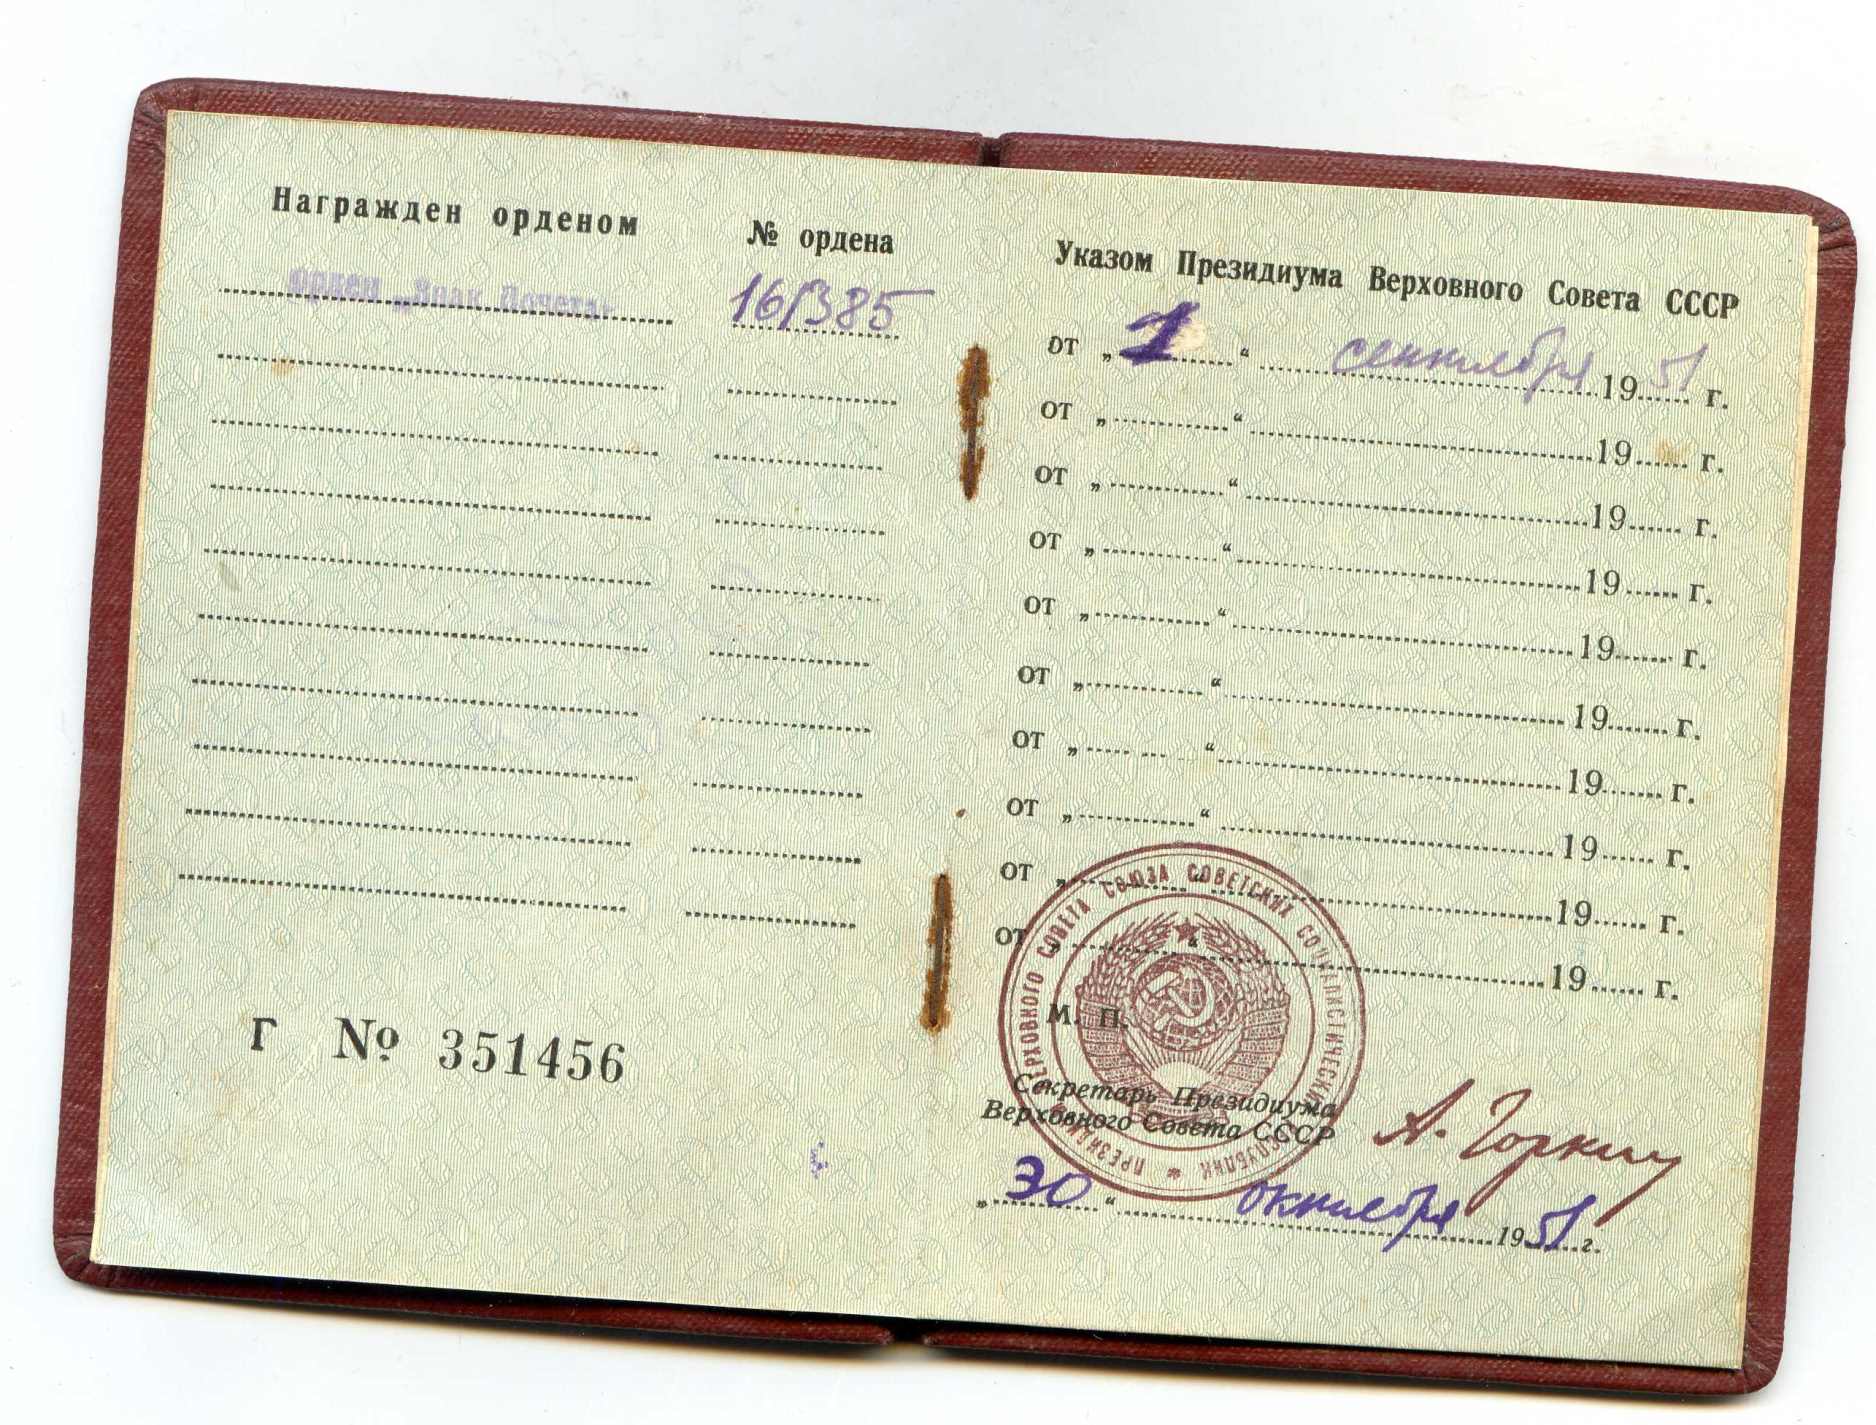 Награжден орденом
№ ордена
орден „Знак Почета“
161385
Г № 351456
Указом Президиума Верховного Совета СССР
от „1“ сентября 1951 г.
от „ “ 19 г.
от „ “ 19 г.
от „ “ 19 г.
от „ “ 19 г.
от „ “ 19 г.
от „ “ 19 г.
от „ “ 19 г.
от „ “ 19 г.
от „ “ 19 г.
М. П.
ПРЕЗИДИУМ ВЕРХОВНОГО СОВЕТА СОЮЗА СОВЕТСКИХ СОЦИАЛИСТИЧЕСКИХ РЕСПУБЛИК
Секретарь Президиума
Верховного Совета СССР
А. Горкин
„30“ октября 1951 г.